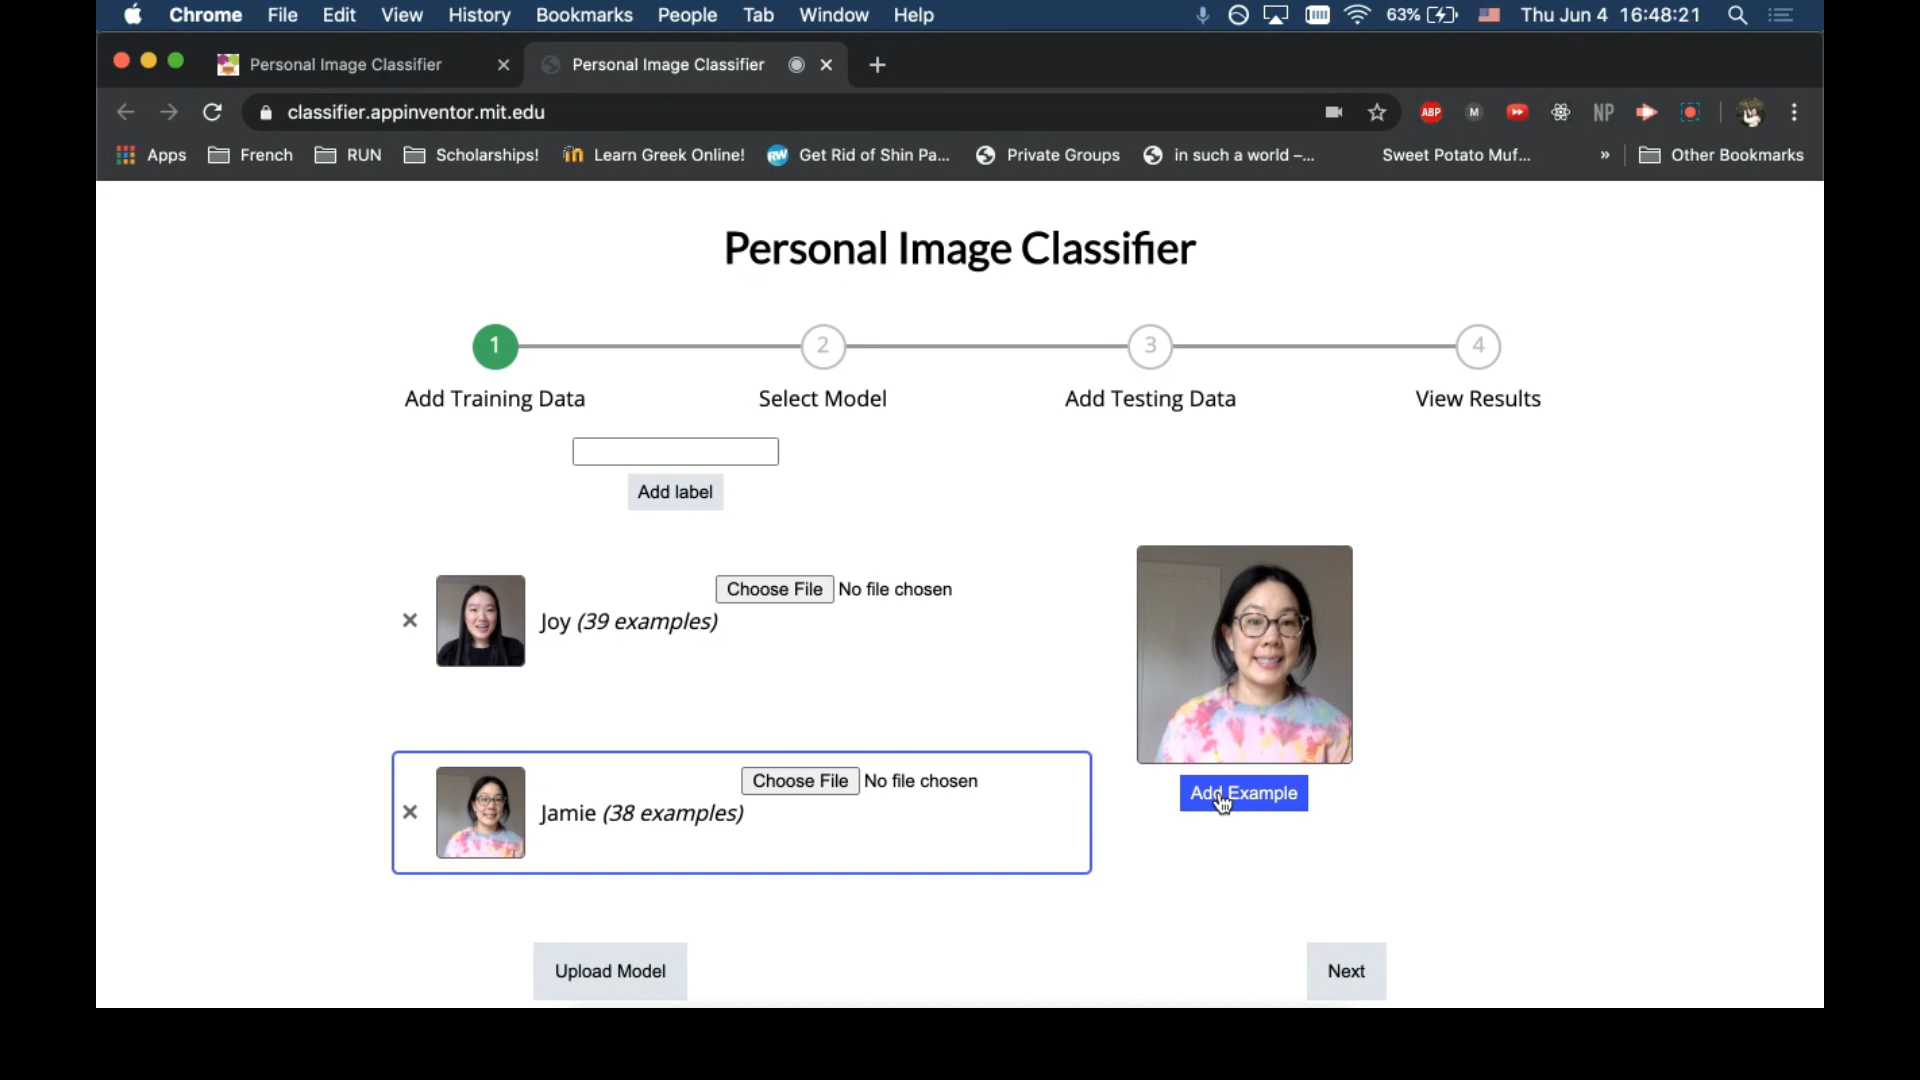 Chrome File Edit View History Bookmarks People Tab Window Help 63% Thu Jun 4 16:48:21
Personal Image Classifier Personal Image Classifier
classifier.appinventor.mit.edu ABP M NP
Apps French RUN Scholarships! Learn Greek Online! RW Get Rid of Shin Pa... Private Groups in such a world –... Sweet Potato Muf... » Other Bookmarks
Personal Image Classifier
1 2 3 4
Add Training Data Select Model Add Testing Data View Results
Add label
Choose File No file chosen
Joy (39 examples)
Choose File No file chosen
Jamie (38 examples)
Add Example
Upload Model Next